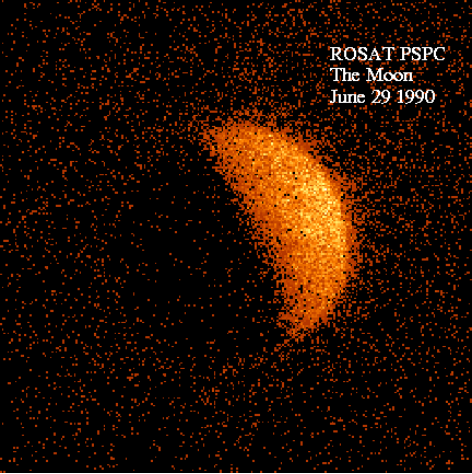 ROSAT PSPC
The Moon
June 29 1990